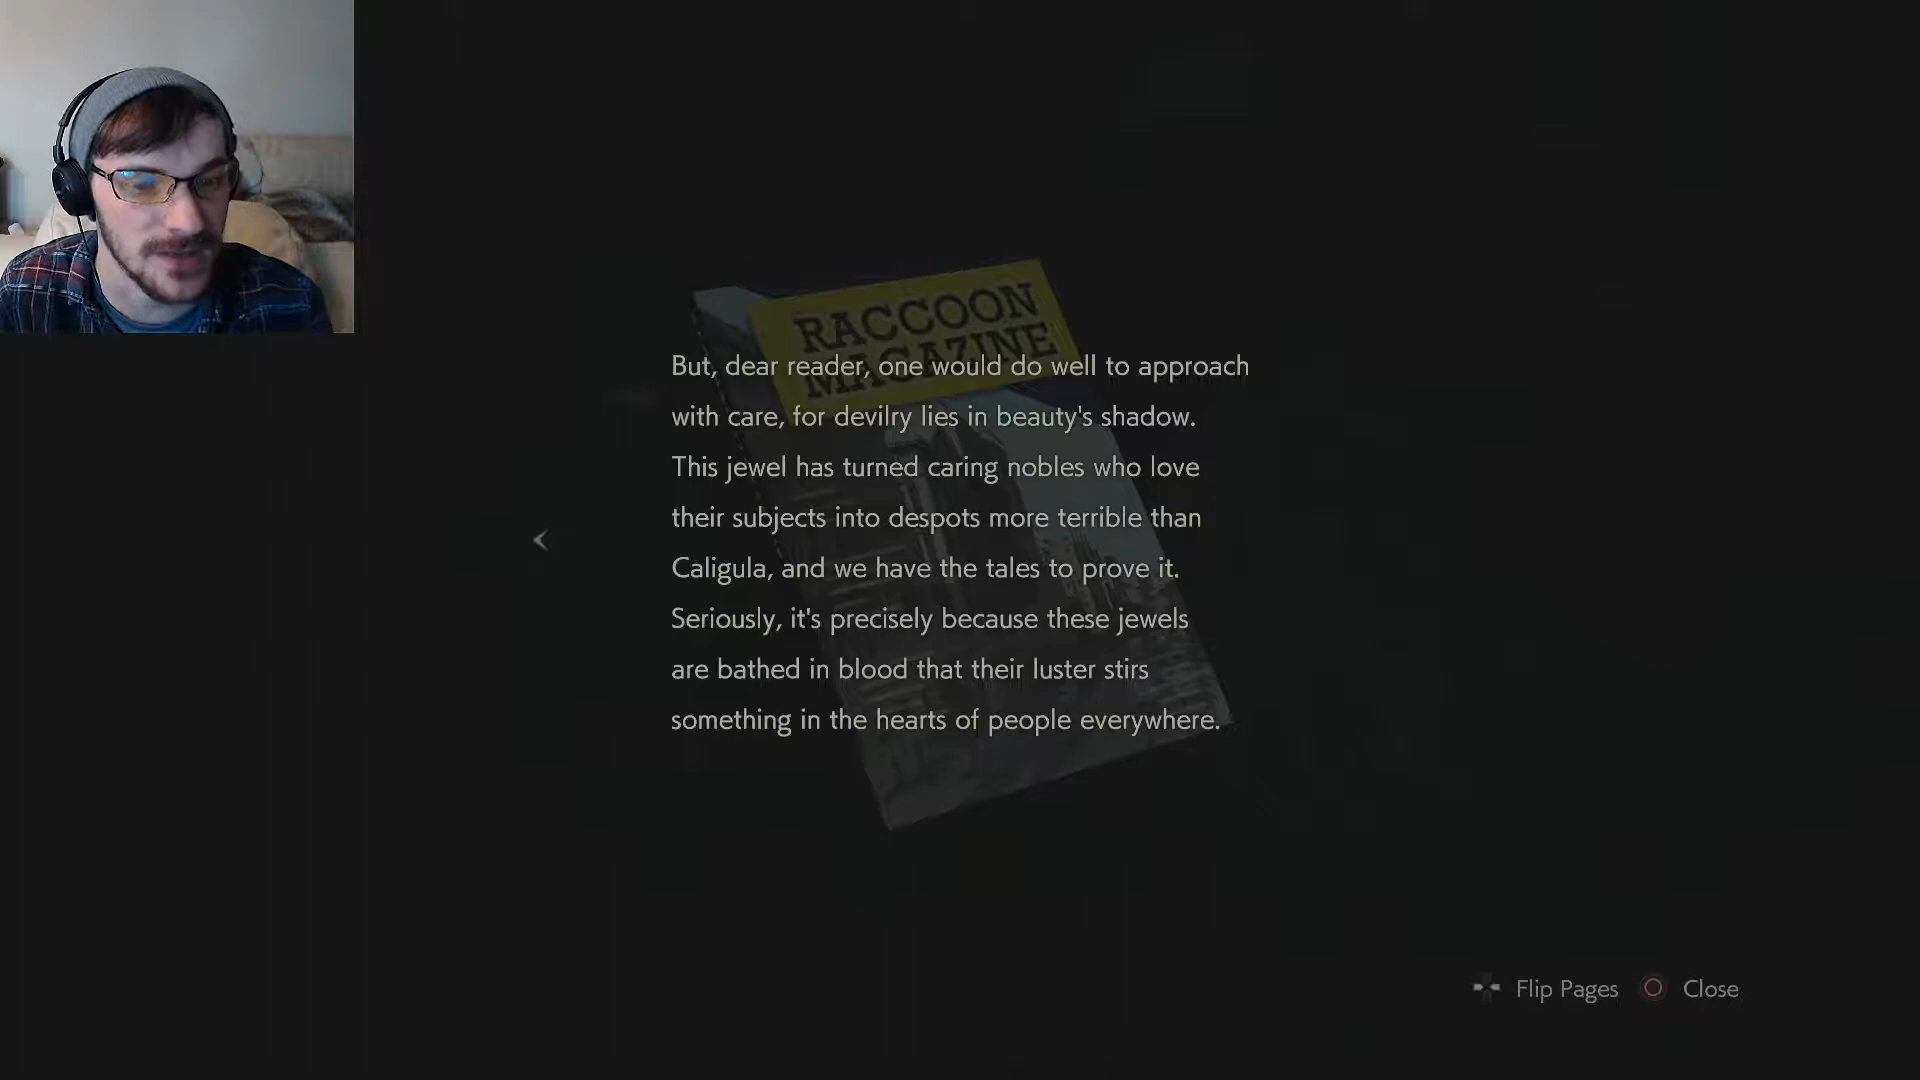 RACCOON
MAGAZINE
But, dear reader, one would do well to approach
with care, for devilry lies in beauty's shadow.
This jewel has turned caring nobles who love
their subjects into despots more terrible than
Caligula, and we have the tales to prove it.
Seriously, it's precisely because these jewels
are bathed in blood that their luster stirs
something in the hearts of people everywhere.
Flip Pages
Close